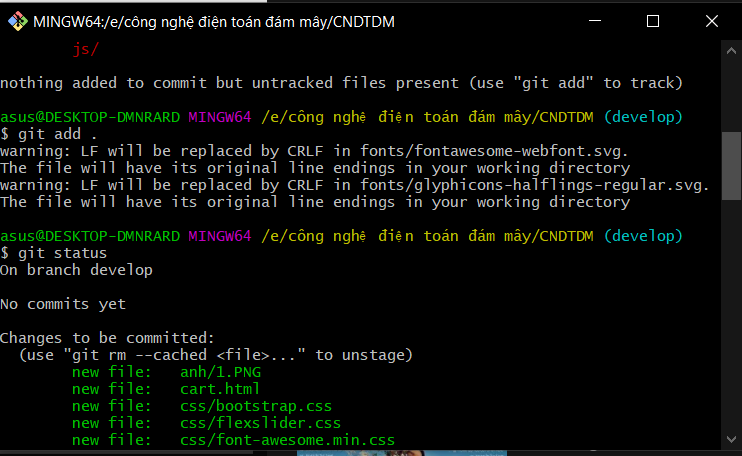 MINGW64:/e/công nghệ điện toán đám mây/CNDTDM
js/
nothing added to commit but untracked files present (use "git add" to track)
asus@DESKTOP-DMNRARD MINGW64 /e/công nghệ điện toán đám mây/CNDTDM (develop)
$ git add .
warning: LF will be replaced by CRLF in fonts/fontawesome-webfont.svg.
The file will have its original line endings in your working directory
warning: LF will be replaced by CRLF in fonts/glyphicons-halflings-regular.svg.
The file will have its original line endings in your working directory
asus@DESKTOP-DMNRARD MINGW64 /e/công nghệ điện toán đám mây/CNDTDM (develop)
$ git status
On branch develop
No commits yet
Changes to be committed:
(use "git rm --cached <file>..." to unstage)
new file: anh/1.PNG
new file: cart.html
new file: css/bootstrap.css
new file: css/flexslider.css
new file: css/font-awesome.min.css